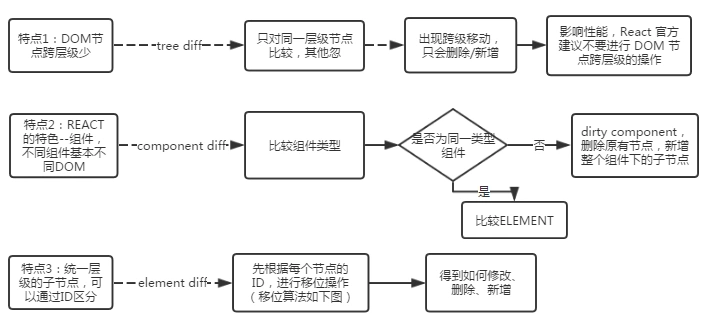 特点1：DOM节
点跨层级少
tree diff
只对同一层级节点
比较，其他忽
出现跨级移动，
只会删除/新增
影响性能，React 官方
建议不要进行 DOM 节
点跨层级的操作
特点2：REACT
的特色--组件，
不同组件基本不
同DOM
component diff
比较组件类型
是否为同一类型
组件
否
dirty component，
删除原有节点，新增
整个组件下的子节点
是
比较ELEMENT
特点3：统一层
级的子节点，可
以通过ID区分
element diff
先根据每个节点的
ID，进行移位操作
（移位算法如下图）
得到如何修改、
删除、新增